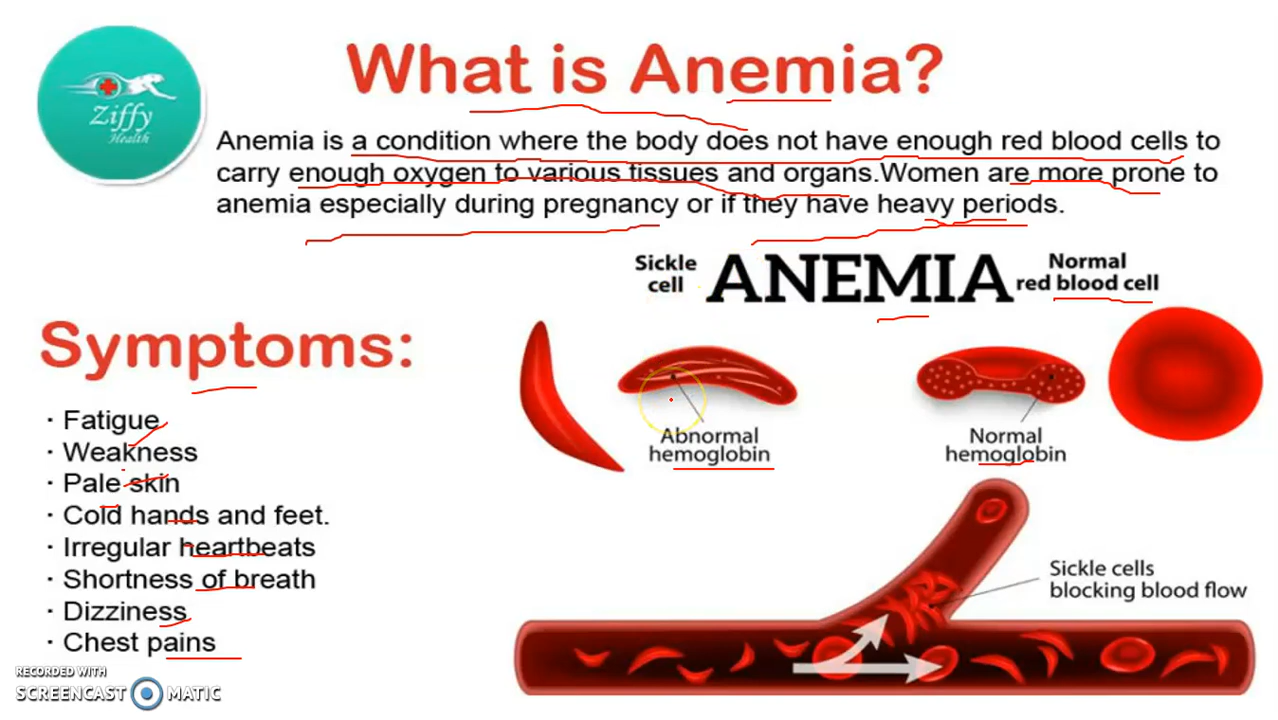 Ziffy
Health
What is Anemia?
Anemia is a condition where the body does not have enough red blood cells to
carry enough oxygen to various tissues and organs.Women are more prone to
anemia especially during pregnancy or if they have heavy periods.
Sickle
cell
ANEMIA
Normal
red blood cell
Symptoms:
· Fatigue
· Weakness
· Pale skin
· Cold hands and feet.
· Irregular heartbeats
· Shortness of breath
· Dizziness
· Chest pains
Abnormal
hemoglobin
Normal
hemoglobin
Sickle cells
blocking blood flow
RECORDED WITH
SCREENCAST MATIC